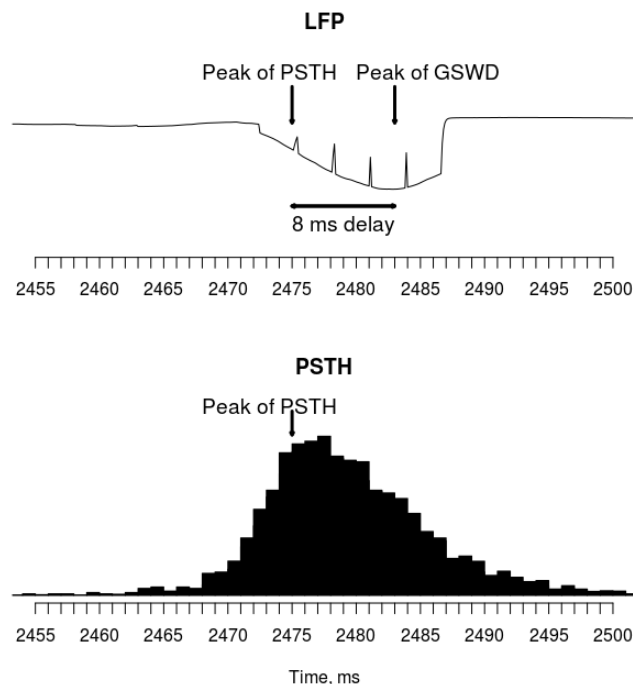 LFP
Peak of PSTH Peak of GSWD
8 ms delay
2455 2460 2465 2470 2475 2480 2485 2490 2495 2500
PSTH
Peak of PSTH
2455 2460 2465 2470 2475 2480 2485 2490 2495 2500
Time, ms